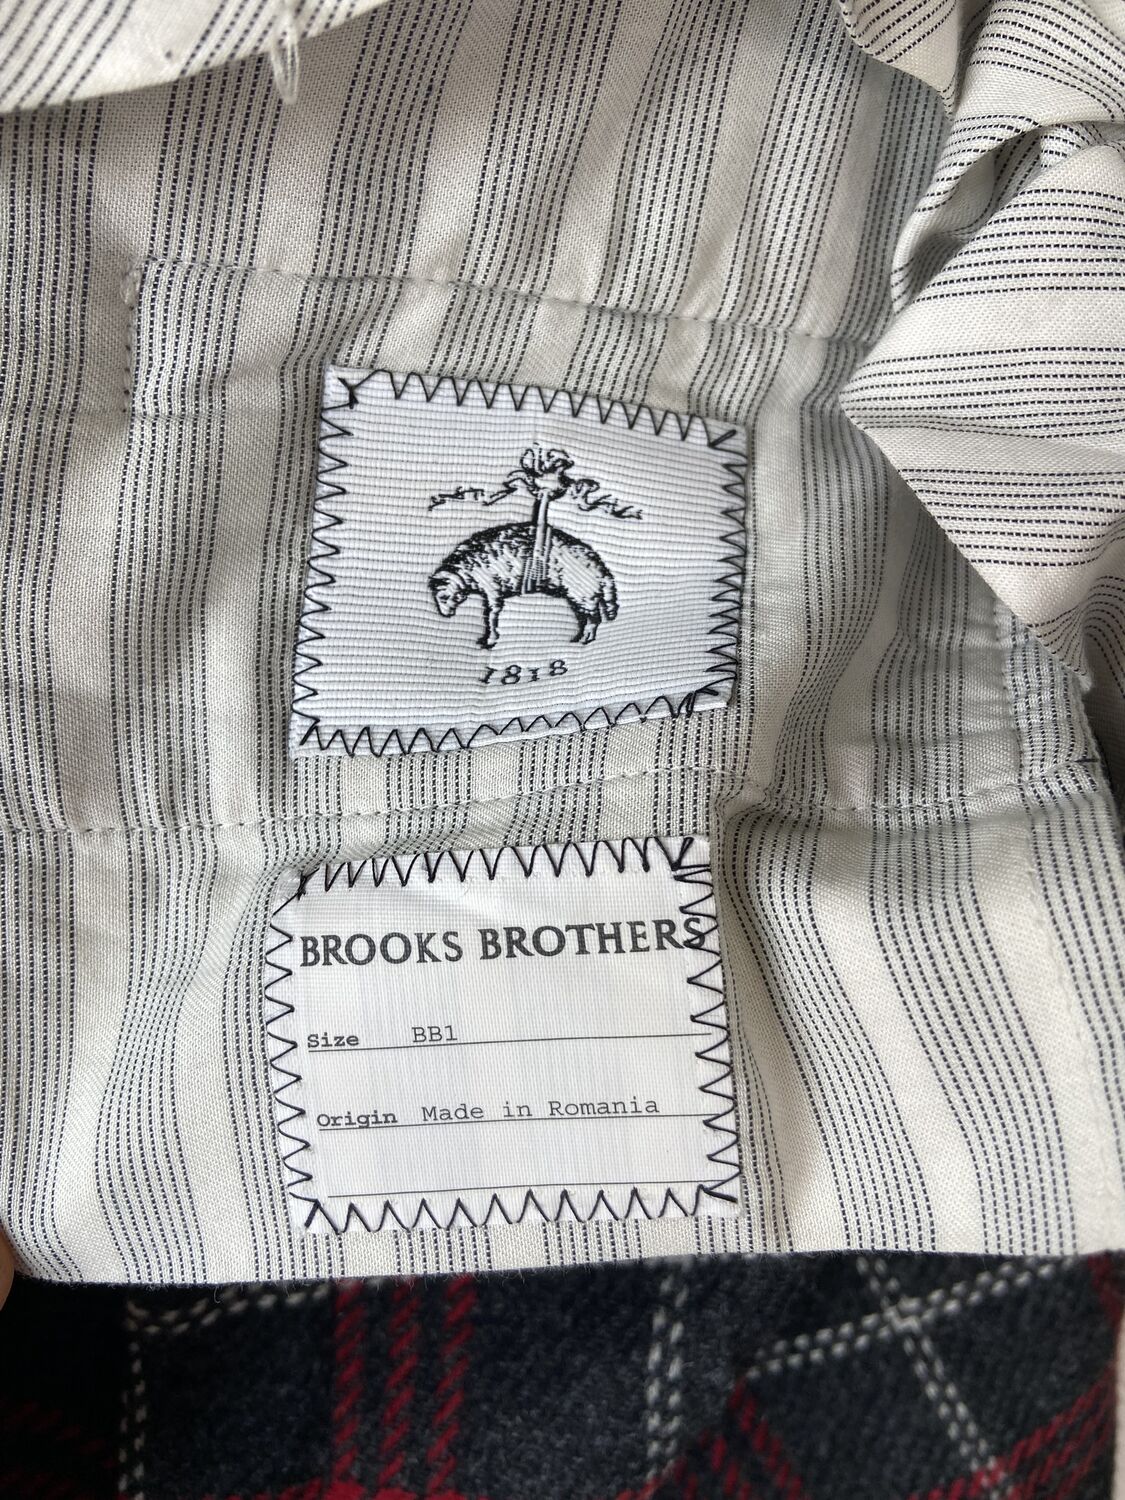 1818
BROOKS BROTHERS
Size BB1
Origin Made in Romania